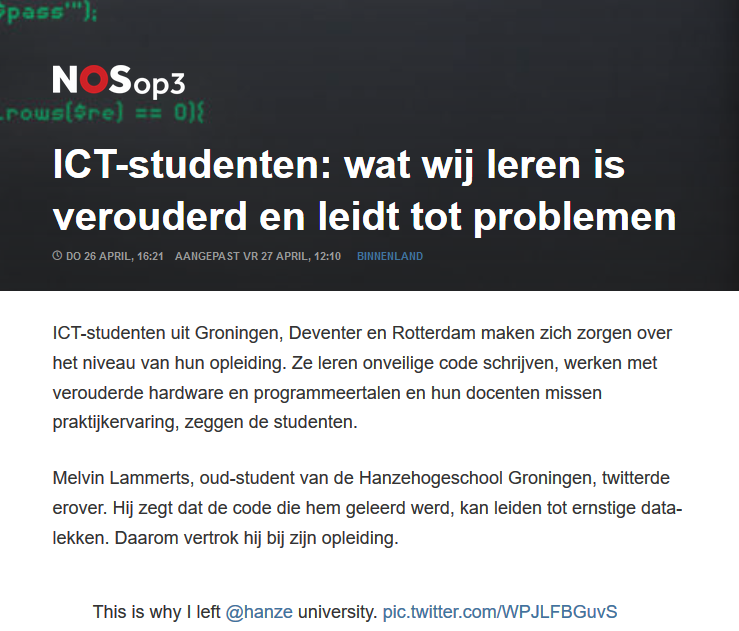 $pass'");
NOSop3
.rows($re) == 0){
ICT-studenten: wat wij leren is
verouderd en leidt tot problemen
DO 26 APRIL, 16:21 AANGEPAST VR 27 APRIL, 12:10 BINNENLAND
ICT-studenten uit Groningen, Deventer en Rotterdam maken zich zorgen over
het niveau van hun opleiding. Ze leren onveilige code schrijven, werken met
verouderde hardware en programmeertalen en hun docenten missen
praktijkervaring, zeggen de studenten.
Melvin Lammerts, oud-student van de Hanzehogeschool Groningen, twitterde
erover. Hij zegt dat de code die hem geleerd werd, kan leiden tot ernstige data-
lekken. Daarom vertrok hij bij zijn opleiding.
This is why I left @hanze university. pic.twitter.com/WPJLFBGuvS